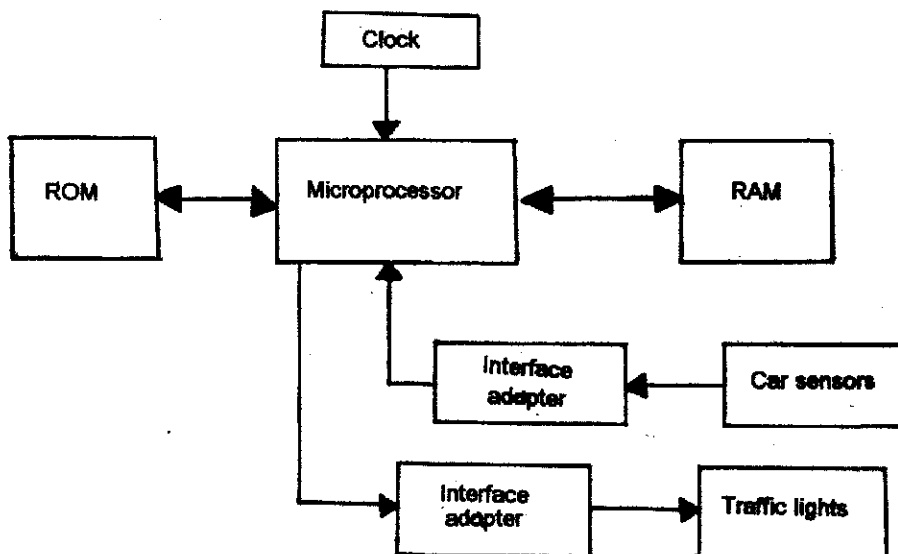 Clock
ROM
Microprocessor
RAM
Interface
adapter
Car sensors
Interface
adapter
Traffic lights